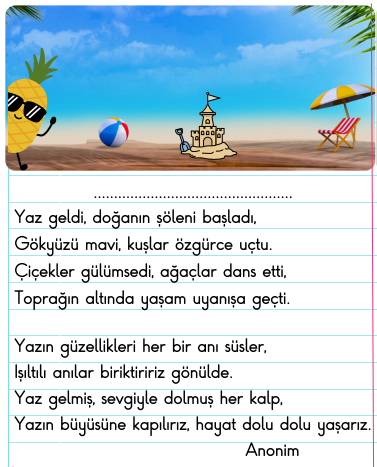 ................................................
Yaz geldi, doğanın şöleni başladı,
Gökyüzü mavi, kuşlar özgürce uçtu.
Çiçekler gülümsedi, ağaçlar dans etti,
Toprağın altında yaşam uyanışa geçti.
Yazın güzellikleri her bir anı süsler,
Işıltılı anılar biriktiririz gönülde.
Yaz gelmiş, sevgiyle dolmuş her kalp,
Yazın büyüsüne kapılırız, hayat dolu dolu yaşarız.
Anonim